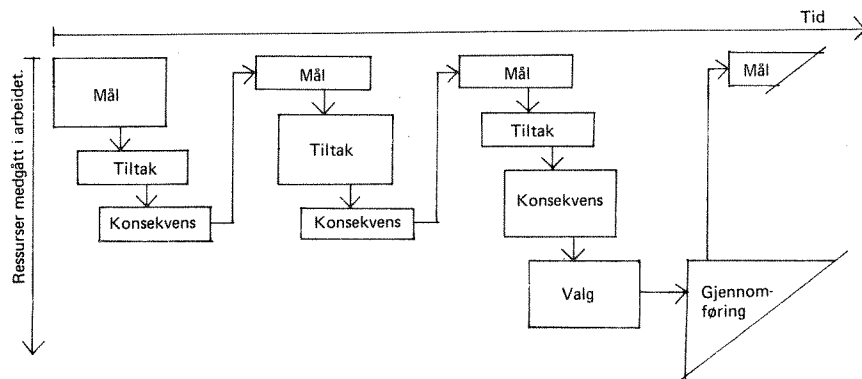 Tid
Ressurser medgått i arbeidet.
Mål
Tiltak
Konsekvens
Mål
Tiltak
Konsekvens
Mål
Tiltak
Konsekvens
Valg
Gjennom-
føring
Mål